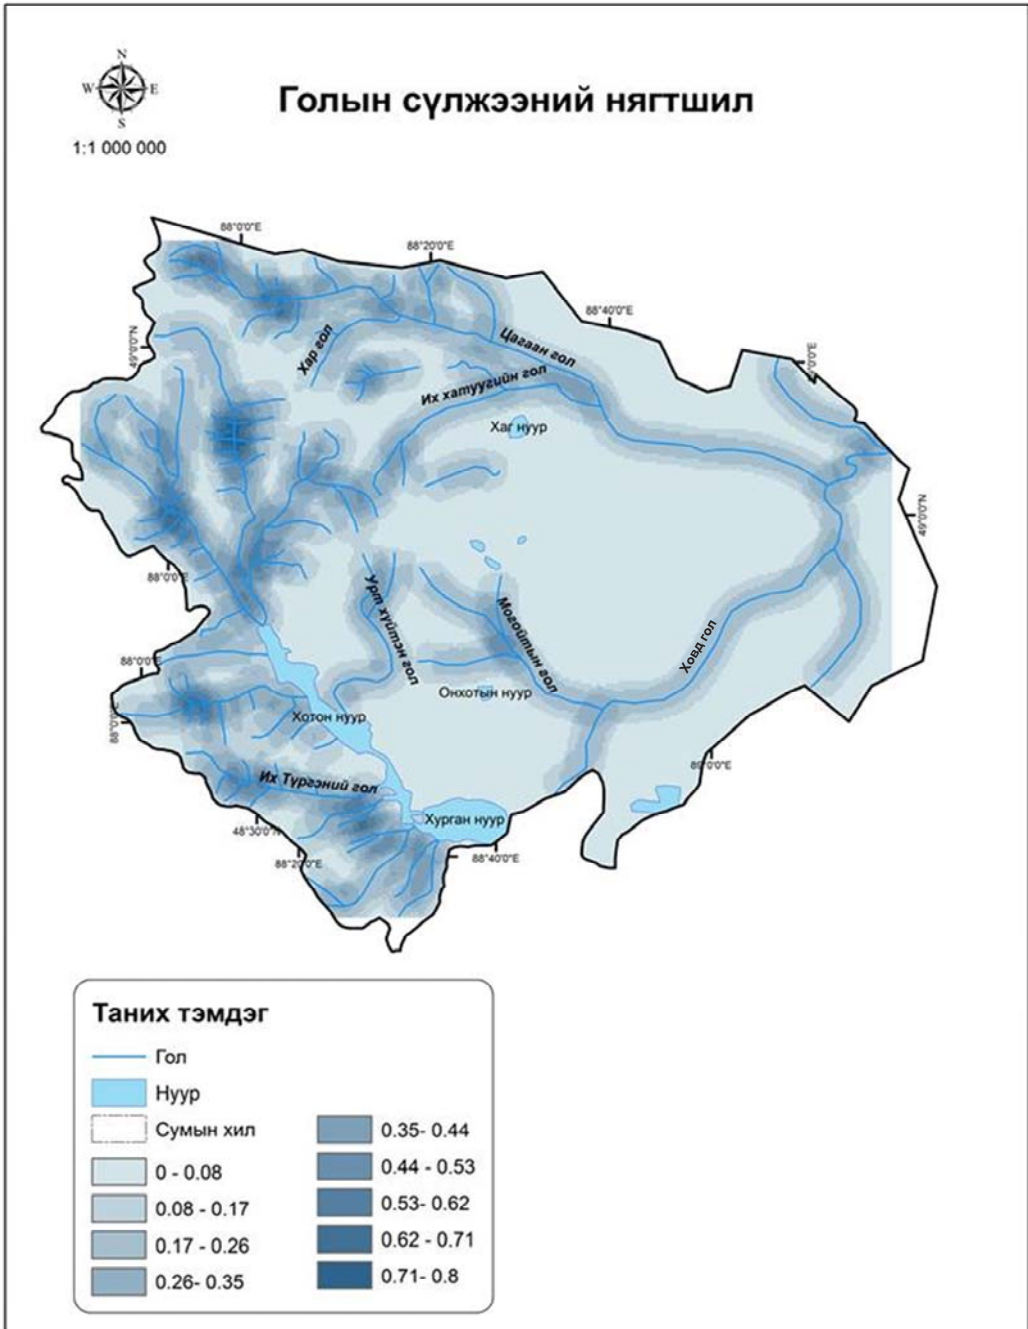 N
W E
S
1:1 000 000
Голын сүлжээний нягтшил
88°0'0"E
88°20'0"E
88°40'0"E
49°0'0"N
Хар гол
Цагаан гол
Их хатуугийн гол
Хаг нуур
49°0'0"N
88°0'0"E
Урт хүйтэн гол
Могойтын гол
Ховд гол
88°0'0"E
Онхотын нуур
Хотон нуур
Их Түргэний гол
Хурган нуур
48°30'0"N
88°20'0"E
88°40'0"E
Таних тэмдэг
Гол
Нуур
Сумын хил
0 - 0.08
0.08 - 0.17
0.17 - 0.26
0.26- 0.35
0.35- 0.44
0.44 - 0.53
0.53- 0.62
0.62 - 0.71
0.71- 0.8